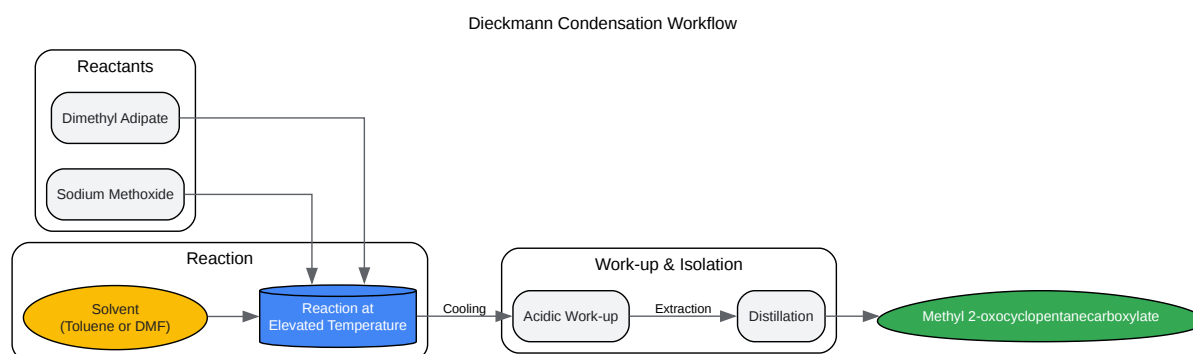 Dieckmann Condensation Workflow
Reactants
Dimethyl Adipate
Sodium Methoxide
Reaction
Solvent
(Toluene or DMF)
Reaction at
Elevated Temperature
Cooling
Work-up & Isolation
Acidic Work-up
Extraction
Distillation
Methyl 2-oxocyclopentanecarboxylate